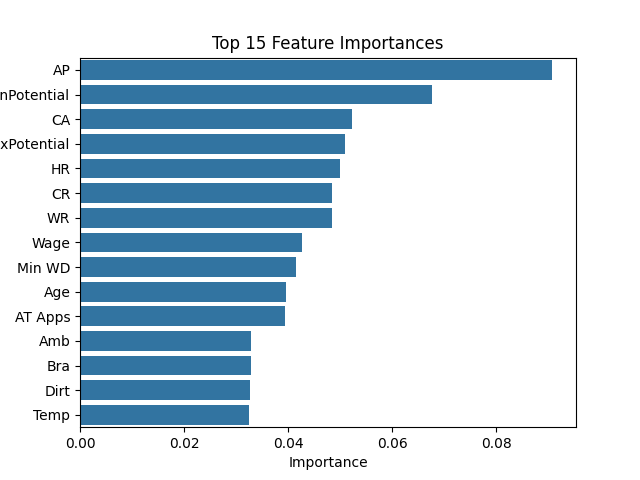 Top 15 Feature Importances
AP
nPotential
CA
xPotential
HR
CR
WR
Wage
Min WD
Age
AT Apps
Amb
Bra
Dirt
Temp
0.00 0.02 0.04 0.06 0.08
Importance